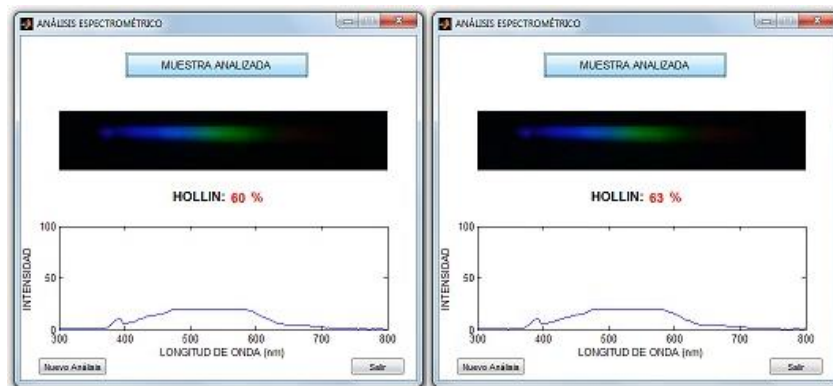 ANÁLISIS ESPECTROMÉTRICO
MUESTRA ANALIZADA
HOLLIN: 60 %
100
50
0
INTENSIDAD
300 400 500 600 700 800
LONGITUD DE ONDA (nm)
Nuevo Análisis
Salir
ANÁLISIS ESPECTROMÉTRICO
MUESTRA ANALIZADA
HOLLIN: 63 %
100
50
0
INTENSIDAD
300 400 500 600 700 800
LONGITUD DE ONDA (nm)
Nuevo Análisis
Salir